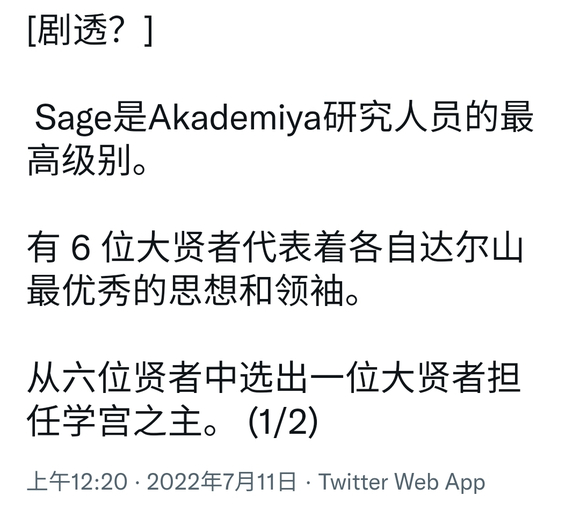 [剧透？]
Sage是Akademiya研究人员的最
高级别。
有 6 位大贤者代表着各自达尔山
最优秀的思想和领袖。
从六位贤者中选出一位大贤者担
任学宫之主。 (1/2)
上午12:20 · 2022年7月11日 · Twitter Web App